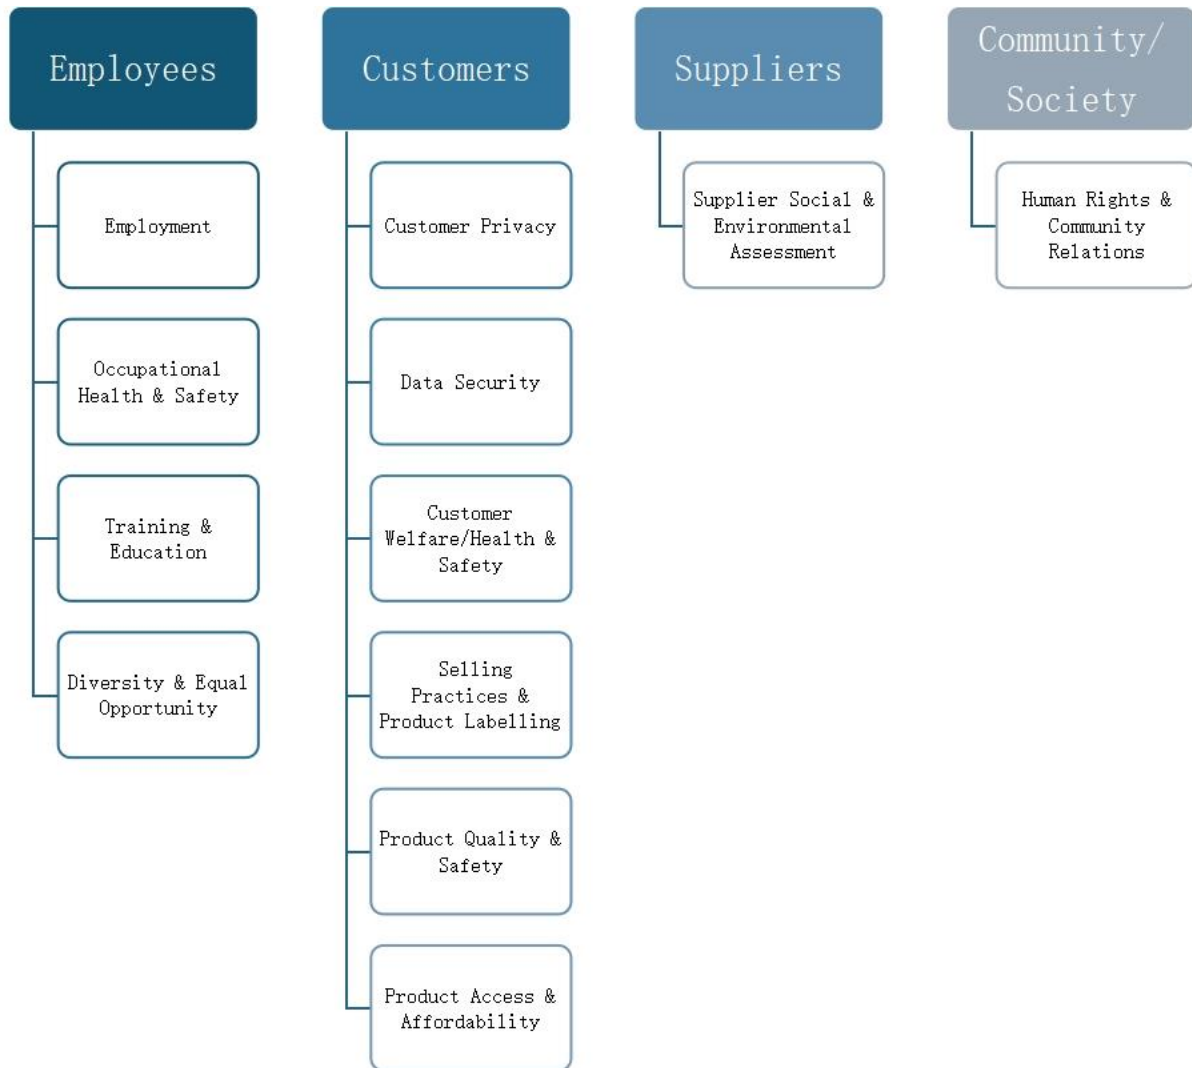 Employees
Employment
Occupational
Health & Safety
Training &
Education
Diversity & Equal
Opportunity
Customers
Customer Privacy
Data Security
Customer
Welfare/Health &
Safety
Selling
Practices &
Product Labelling
Product Quality &
Safety
Product Access &
Affordability
Suppliers
Supplier Social &
Environmental
Assessment
Community/
Society
Human Rights &
Community
Relations